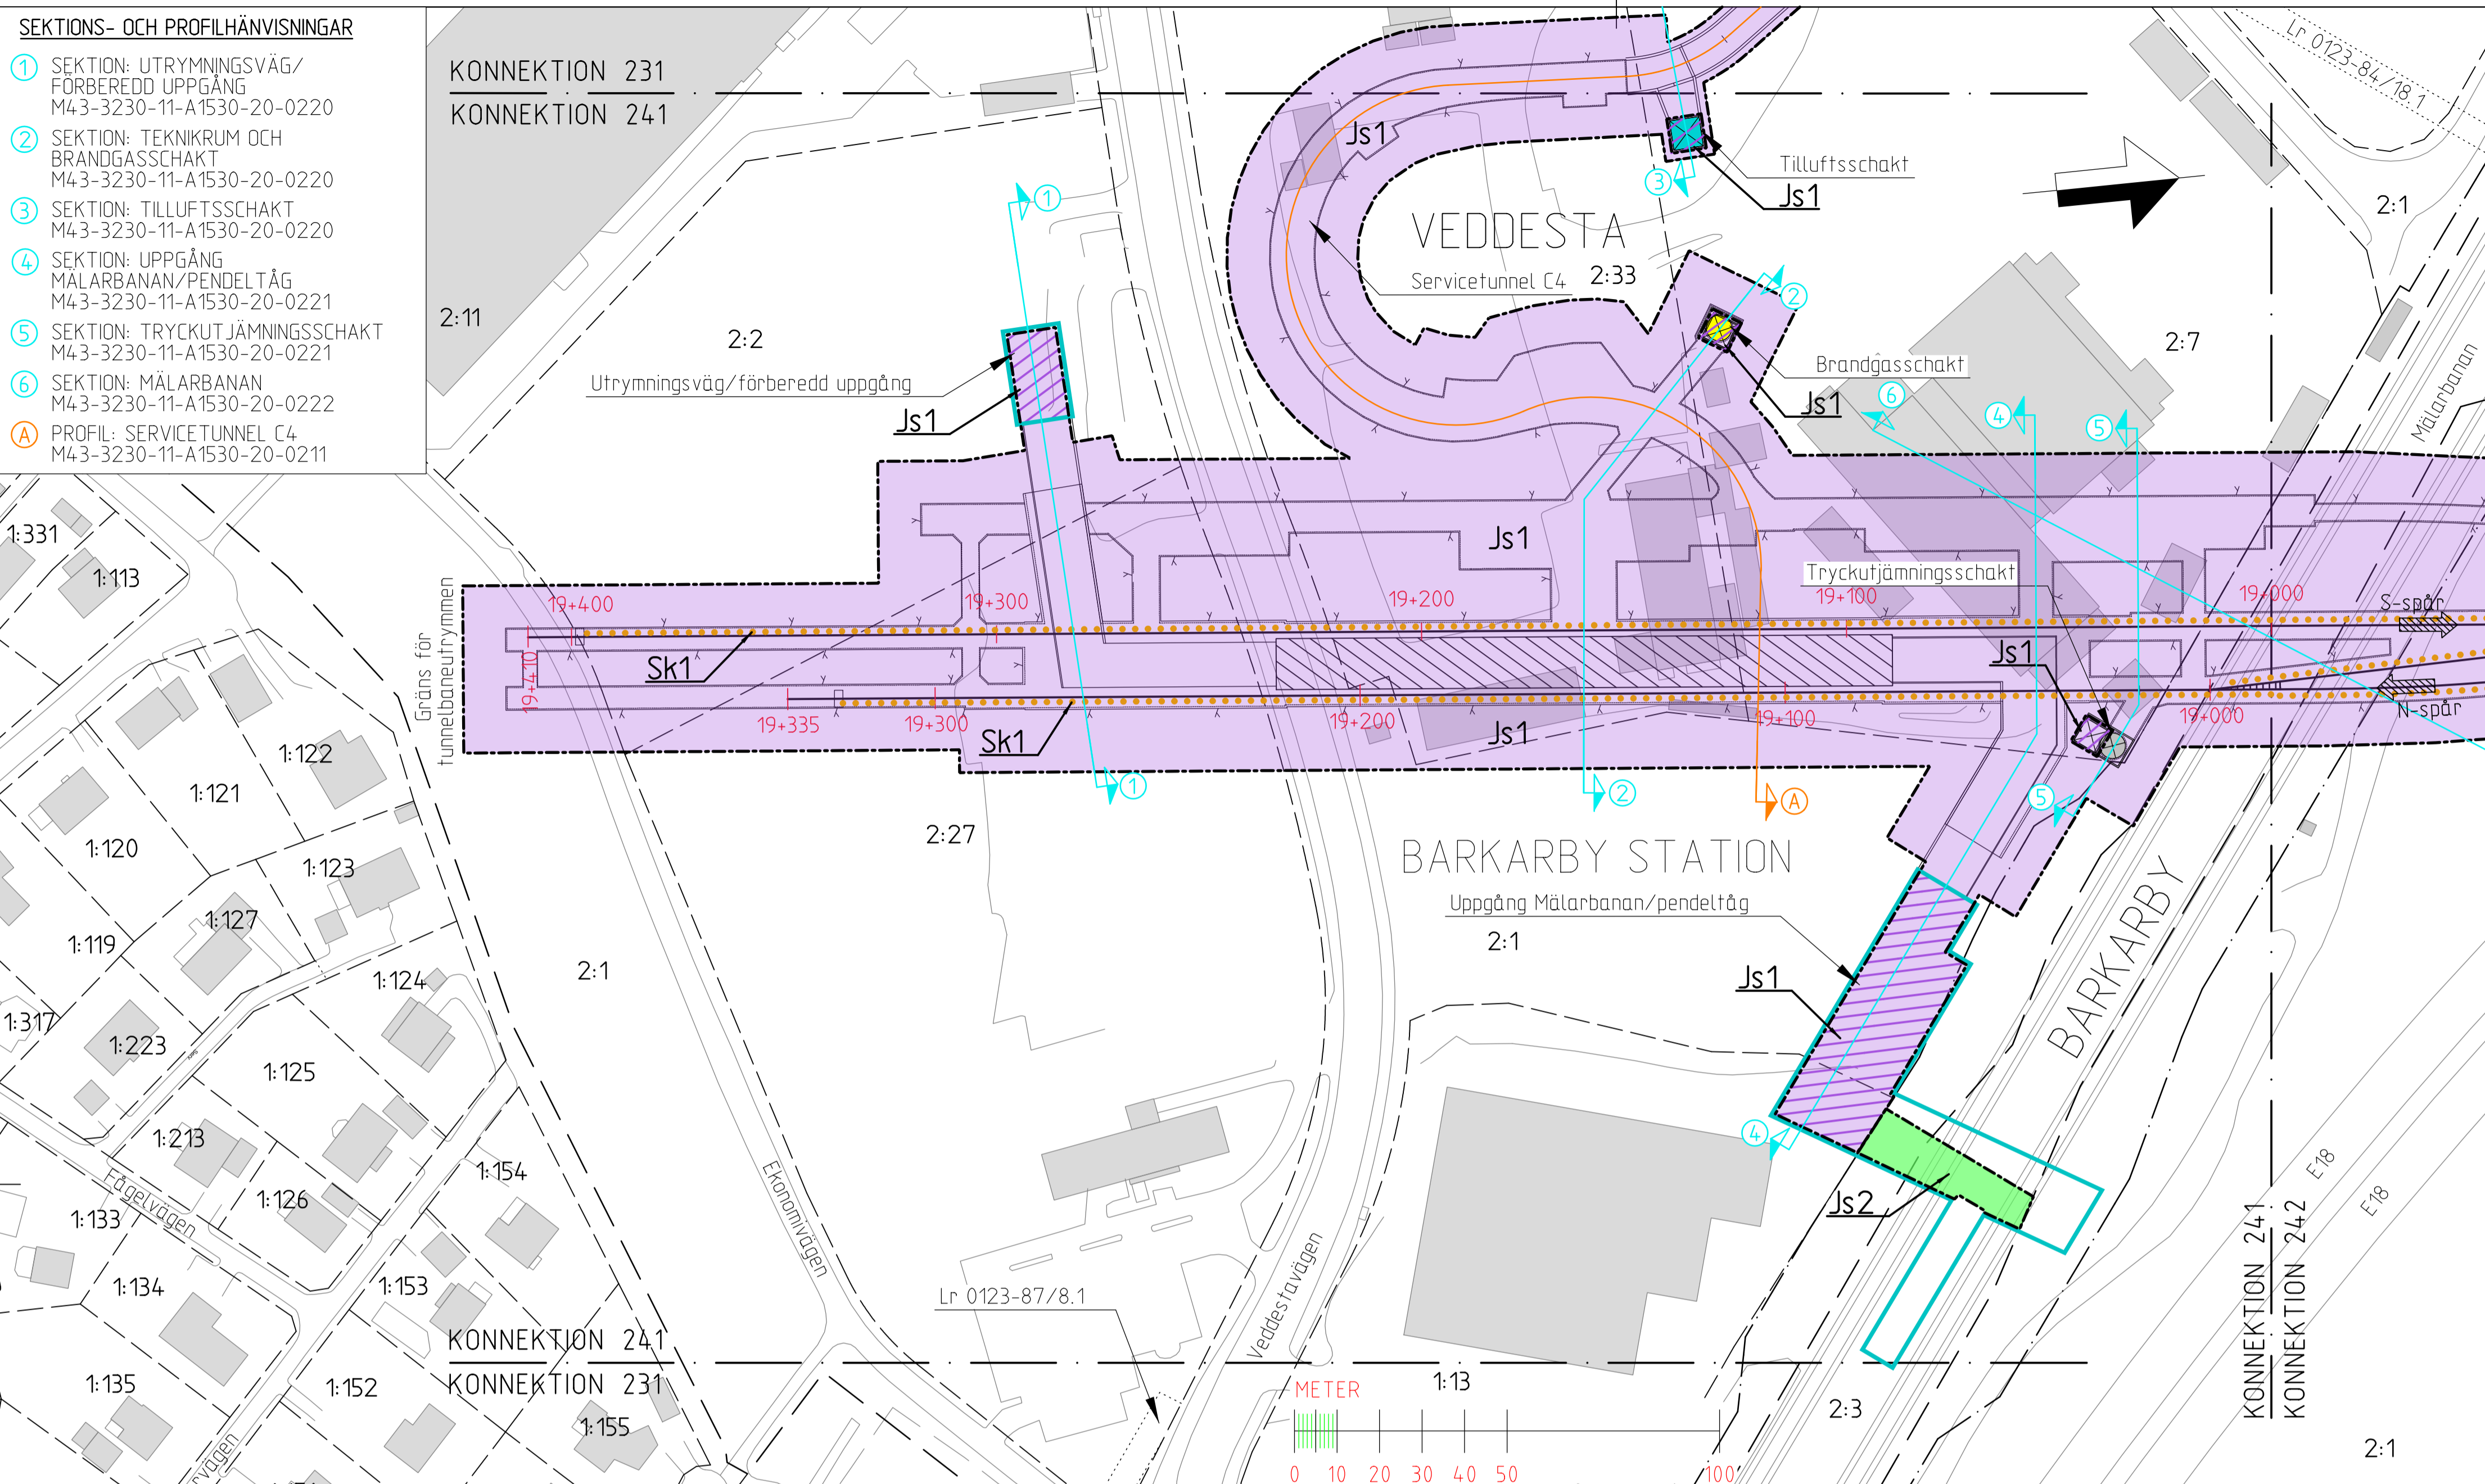 SEKTIONS- OCH PROFILHÄNVISNINGAR
1 SEKTION: UTRYMNINGSVÄG/
FÖRBEREDD UPPGÅNG
M43-3230-11-A1530-20-0220
2 SEKTION: TEKNIKRUM OCH
BRANDGASSCHAKT
M43-3230-11-A1530-20-0220
3 SEKTION: TILLUFTSSCHAKT
M43-3230-11-A1530-20-0220
4 SEKTION: UPPGÅNG
MÄLARBANAN/PENDELTÅG
M43-3230-11-A1530-20-0221
5 SEKTION: TRYCKUTJÄMNINGSSCHAKT
M43-3230-11-A1530-20-0221
6 SEKTION: MÄLARBANAN
M43-3230-11-A1530-20-0222
A PROFIL: SERVICETUNNEL C4
M43-3230-11-A1530-20-0211
KONNEKTION 231
KONNEKTION 241
Lr 0123-84/18.1
Js1
Tilluftsschakt
Js1
3
1
2:1
VEDDESTA
Servicetunnel C4
2:33
2
2:11
2:2
2:7
Mälarbanan
Utrymningsväg/förberedd uppgång
Js1
Brandgasschakt
Js1
6
4
5
1:331
1:113
Js1
Gräns för
tunnelbaneutrymmen
Tryckutjämningsschakt
19+400
19+300
19+200
19+100
19+000
S-spår
Sk1
Js1
19+410
19+335
19+300
19+200
19+100
19+000
N-spår
Sk1
Js1
1
2
A
5
1:122
1:121
1:120
1:123
2:27
BARKARBY STATION
Uppgång Mälarbanan/pendeltåg
2:1
1:127
1:119
1:124
2:1
Js1
BARKARBY
1:317
1:223
1:125
1:213
4
1:154
1:126
Fågelvägen
1:133
Js2
Ekonomivägen
E18
E18
1:134
1:153
Lr 0123-87/8.1
Veddestavägen
KONNEKTION 241
KONNEKTION 242
KONNEKTION 241
KONNEKTION 231
1:135
1:152
1:155
METER
1:13
2:3
2:1
0 10 20 30 40 50 100